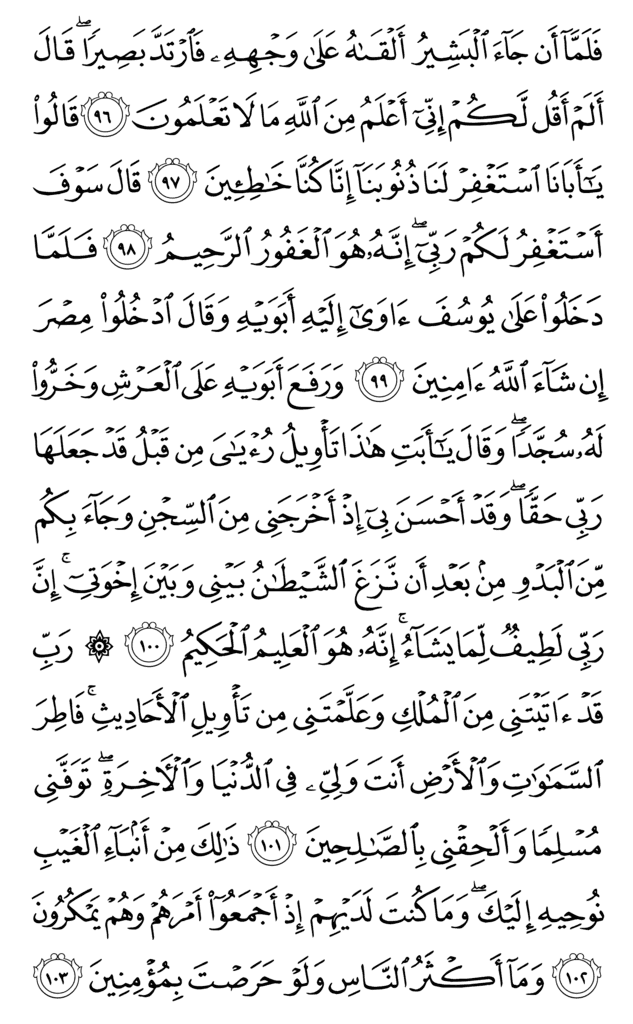 فَلَمَّآ أَن جَآءَ ٱلْبَشِيرُ أَلْقَىٰهُ عَلَىٰ وَجْهِهِۦ فَٱرْتَدَّ بَصِيرًا ۖ قَالَ
أَلَمْ أَقُل لَّكُمْ إِنِّىٓ أَعْلَمُ مِنَ ٱللَّهِ مَا لَا تَعْلَمُونَ ٩٦ قَالُوا۟
يَٰٓأَبَانَا ٱسْتَغْفِرْ لَنَا ذُنُوبَنَآ إِنَّا كُنَّا خَٰطِـِٔينَ ٩٧ قَالَ سَوْفَ
أَسْتَغْفِرُ لَكُمْ رَبِّىٓ ۖ إِنَّهُۥ هُوَ ٱلْغَفُورُ ٱلرَّحِيمُ ٩٨ فَلَمَّا
دَخَلُوا۟ عَلَىٰ يُوسُفَ ءَاوَىٰٓ إِلَيْهِ أَبَوَيْهِ وَقَالَ ٱدْخُلُوا۟ مِصْرَ
إِن شَآءَ ٱللَّهُ ءَامِنِينَ ٩٩ وَرَفَعَ أَبَوَيْهِ عَلَى ٱلْعَرْشِ وَخَرُّوا۟
لَهُۥ سُجَّدًا ۖ وَقَالَ يَٰٓأَبَتِ هَٰذَا تَأْوِيلُ رُءْيَٰىَ مِن قَبْلُ قَدْ جَعَلَهَا
رَبِّى حَقًّا ۖ وَقَدْ أَحْسَنَ بِىٓ إِذْ أَخْرَجَنِى مِنَ ٱلسِّجْنِ وَجَآءَ بِكُم
مِّنَ ٱلْبَدْوِ مِنۢ بَعْدِ أَن نَّزَغَ ٱلشَّيْطَٰنُ بَيْنِى وَبَيْنَ إِخْوَتِىٓ ۚ إِنَّ
رَبِّى لَطِيفٌ لِّمَا يَشَآءُ ۚ إِنَّهُۥ هُوَ ٱلْعَلِيمُ ٱلْحَكِيمُ ١٠٠ ۞ رَبِّ
قَدْ ءَاتَيْتَنِى مِنَ ٱلْمُلْكِ وَعَلَّمْتَنِى مِن تَأْوِيلِ ٱلْأَحَادِيثِ ۚ فَاطِرَ
ٱلسَّمَٰوَٰتِ وَٱلْأَرْضِ أَنتَ وَلِىِّۦ فِى ٱلدُّنْيَا وَٱلْءَاخِرَةِ ۖ تَوَفَّنِى
مُسْلِمًا وَأَلْحِقْنِى بِٱلصَّٰلِحِينَ ١٠١ ذَٰلِكَ مِنْ أَنۢبَآءِ ٱلْغَيْبِ
نُوحِيهِ إِلَيْكَ ۖ وَمَا كُنتَ لَدَيْهِمْ إِذْ أَجْمَعُوٓا۟ أَمْرَهُمْ وَهُمْ يَمْكُرُونَ
١٠٢ وَمَآ أَكْثَرُ ٱلنَّاسِ وَلَوْ حَرَصْتَ بِمُؤْمِنِينَ ١٠٣